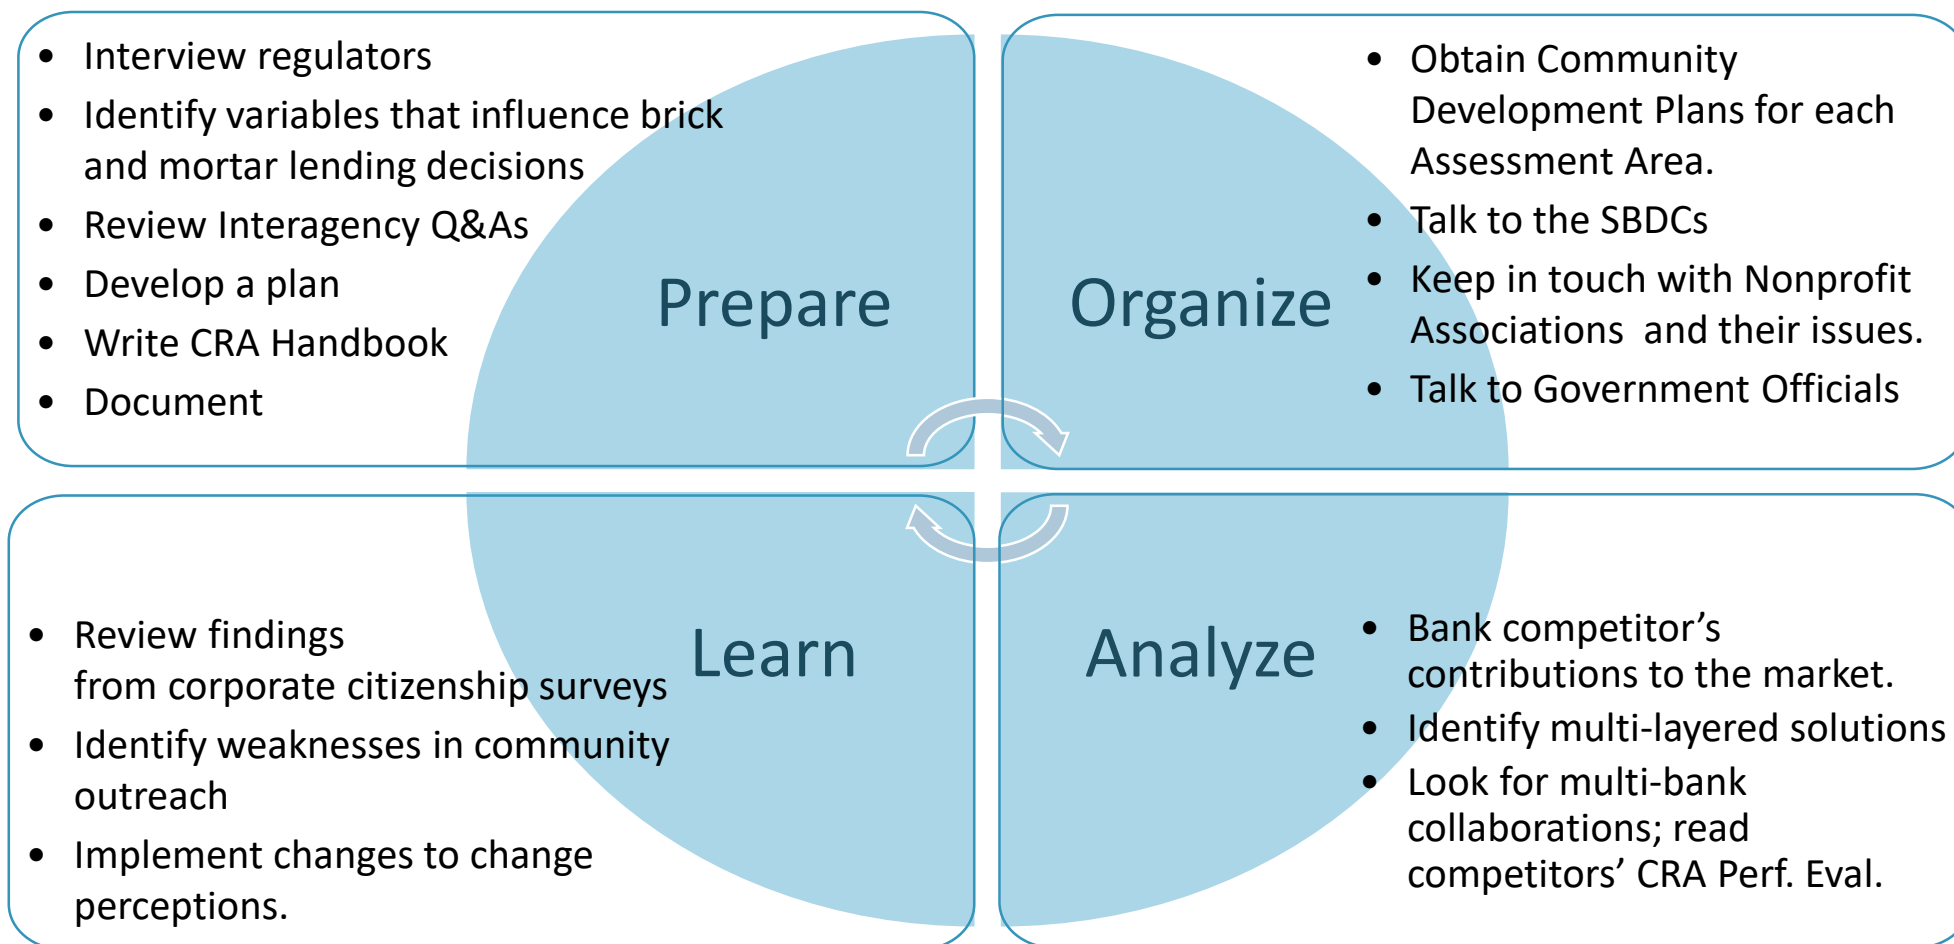 • Interview regulators
• Identify variables that influence brick
and mortar lending decisions
• Review Interagency Q&As
• Develop a plan
• Write CRA Handbook
• Document
Prepare
Organize
• Obtain Community
Development Plans for each
Assessment Area.
• Talk to the SBDCs
• Keep in touch with Nonprofit
Associations  and their issues.
• Talk to Government Officials
• Review findings
from corporate citizenship surveys
• Identify weaknesses in community
outreach
• Implement changes to change
perceptions.
Learn
Analyze
• Bank competitor’s
contributions to the market.
• Identify multi-layered solutions
• Look for multi-bank
collaborations; read
competitors’ CRA Perf. Eval.